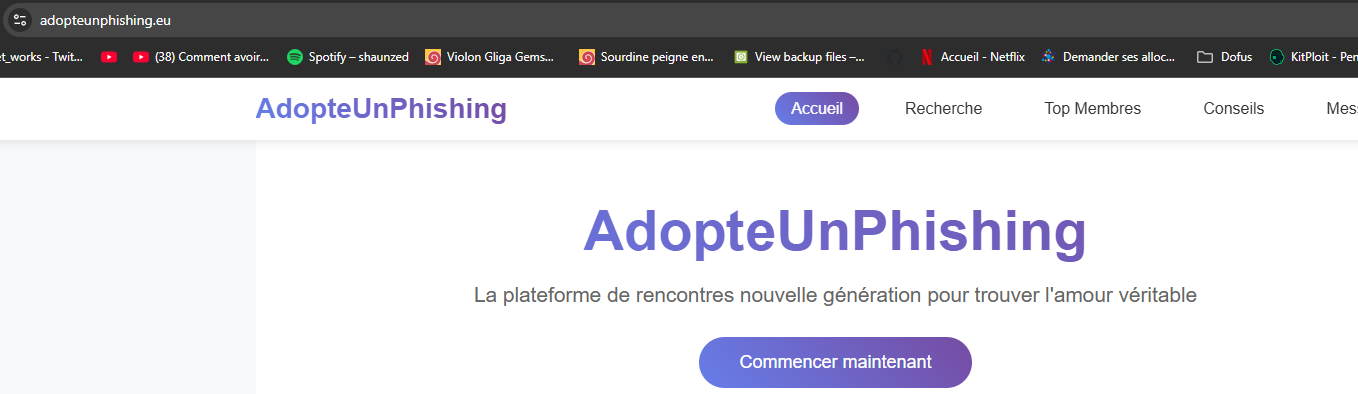 adopteunphishing.eu
et_works - Twit... (38) Comment avoir... Spotify – shaunzed Violon Gliga Gems... Sourdine peigne en... View backup files –... Accueil - Netflix Demander ses alloc... Dofus KitPloit - Pen
AdopteUnPhishing Accueil Recherche Top Membres Conseils Mess
AdopteUnPhishing
La plateforme de rencontres nouvelle génération pour trouver l'amour véritable
Commencer maintenant